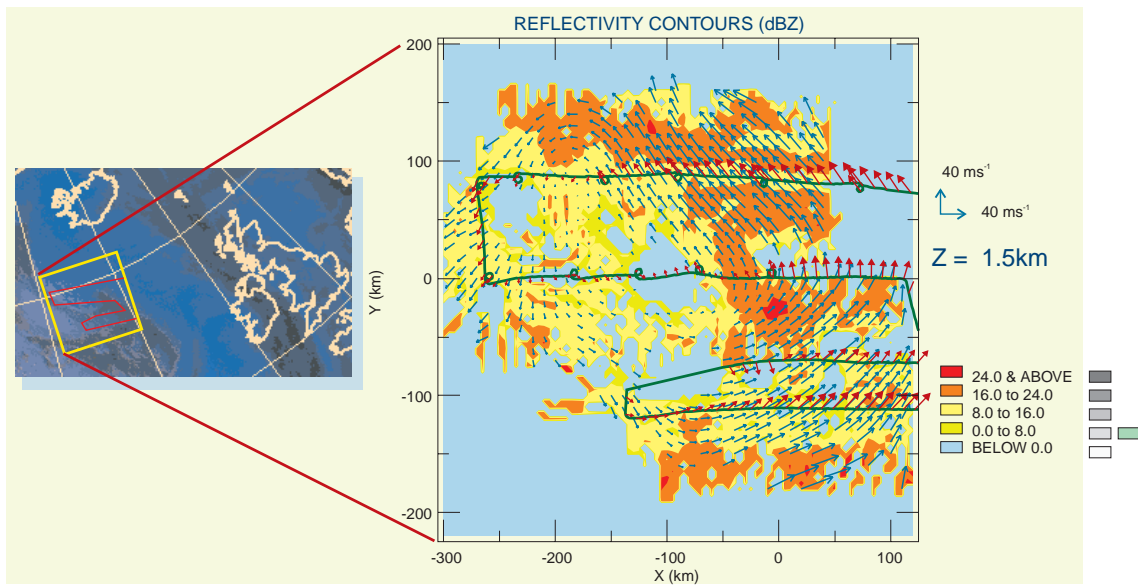 REFLECTIVITY CONTOURS (dBZ)
200
100
0
-100
-200
Y (km)
-300
-200
-100
0
100
X (km)
40 ms⁻¹
40 ms⁻¹
Z = 1.5km
24.0 & ABOVE
16.0 to 24.0
8.0 to 16.0
0.0 to 8.0
BELOW 0.0